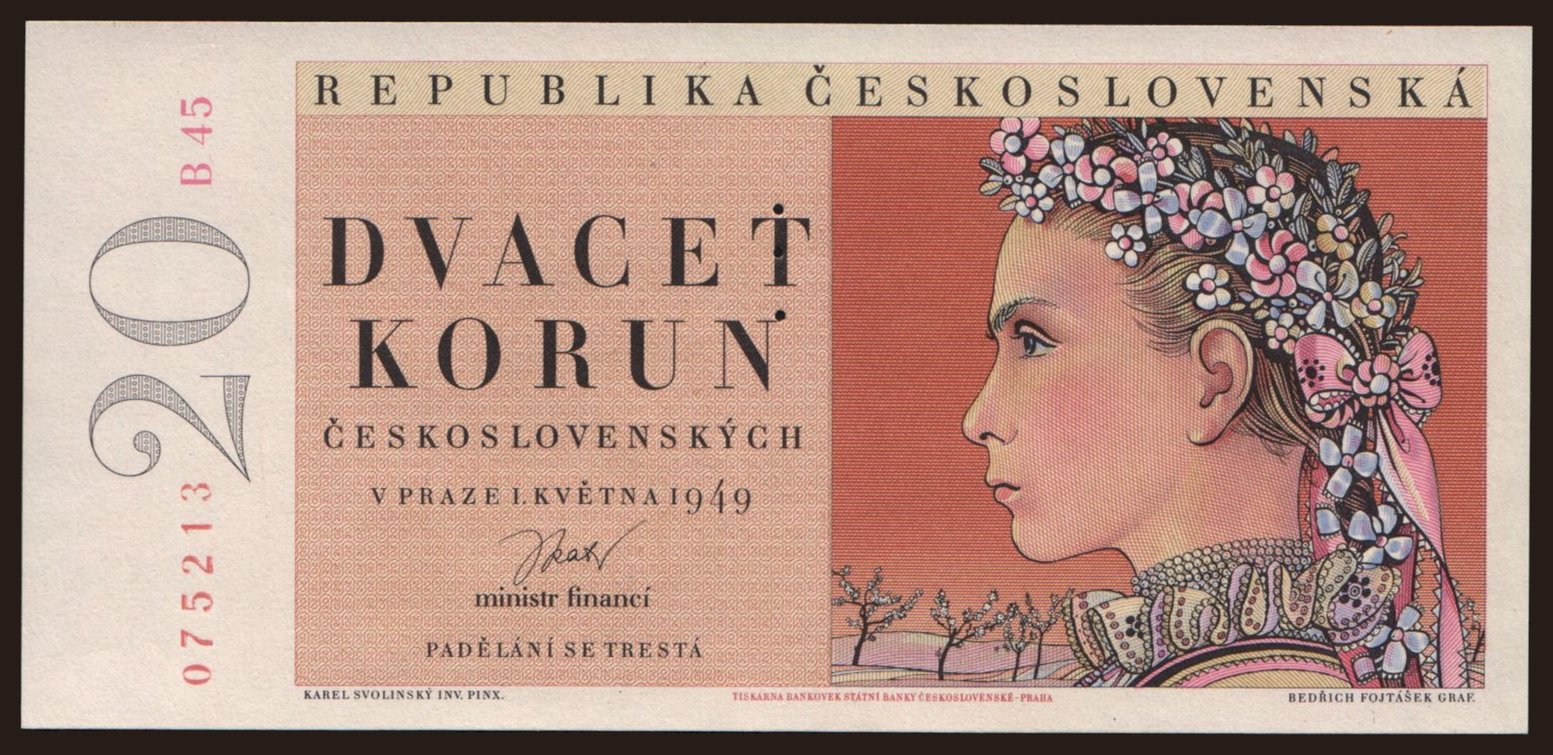 REPUBLIKA ČESKOSLOVENSKÁ
B 45
20
075213
DVACET
KORUN
ČESKOSLOVENSKÝCH
V PRAZE 1. KVĚTNA 1949
ministr financí
PADĚLÁNÍ SE TRESTÁ
KAREL SVOLINSKÝ INV. PINX.
TISKÁRNA BANKOVEK STÁTNÍ BANKY ČESKOSLOVENSKÉ-PRAHA
BEDŘICH FOJTÁŠEK GRAF.